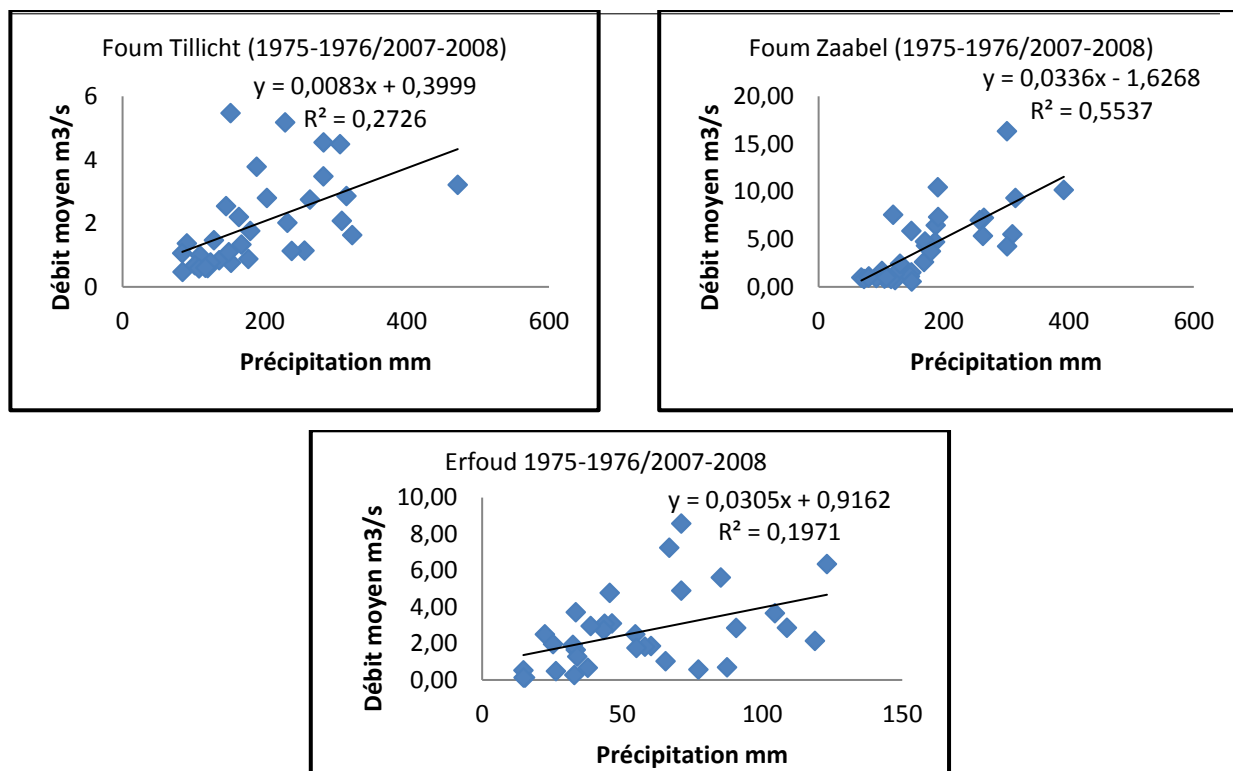 Foum Tillicht (1975-1976/2007-2008)
y = 0,0083x + 0,3999
R² = 0,2726
Débit moyen m3/s
6
4
2
0
0 200 400 600
Précipitation mm
Foum Zaabel (1975-1976/2007-2008)
y = 0,0336x - 1,6268
R² = 0,5537
Débit moyen m3/s
20,00
15,00
10,00
5,00
0,00
0 200 400 600
Précipitation mm
Erfoud 1975-1976/2007-2008
y = 0,0305x + 0,9162
R² = 0,1971
Débit moyen m3/s
10,00
8,00
6,00
4,00
2,00
0,00
0 50 100 150
Précipitation mm